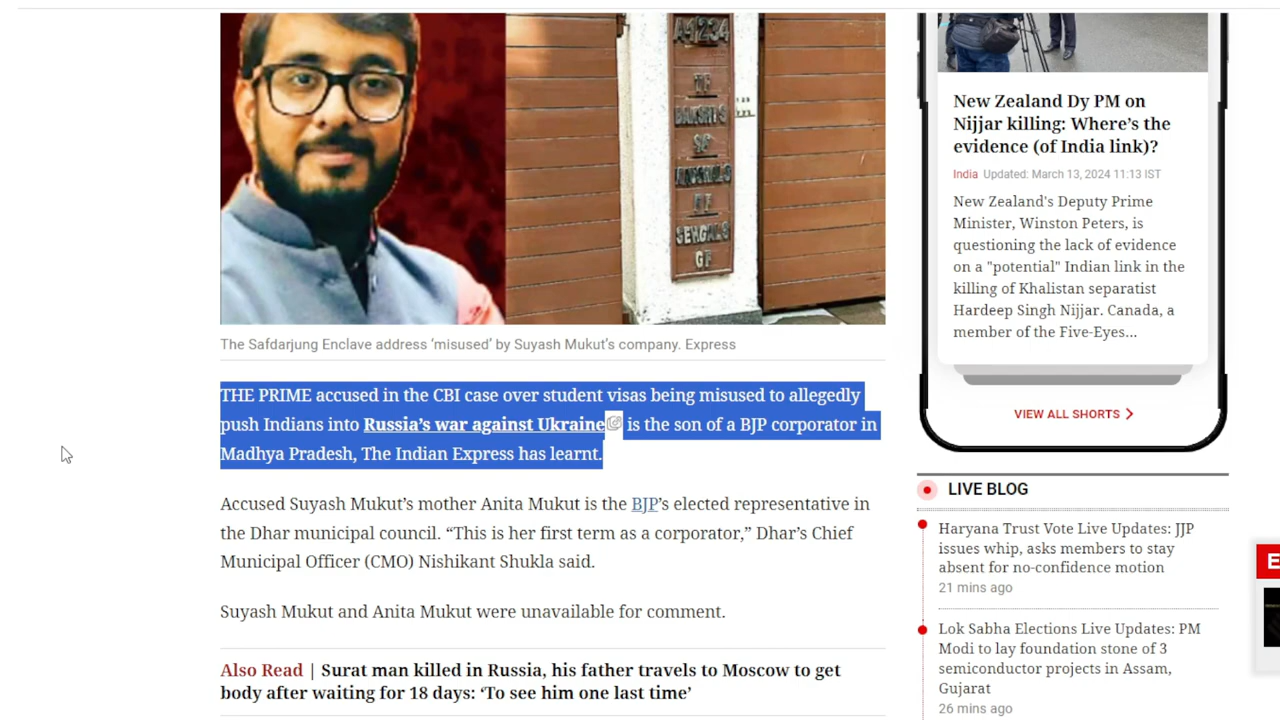 A4/234
GF
The Safdarjung Enclave address ‘misused’ by Suyash Mukut’s company. Express
THE PRIME accused in the CBI case over student visas being misused to allegedly
push Indians into Russia’s war against Ukraine is the son of a BJP corporator in
Madhya Pradesh, The Indian Express has learnt.
Accused Suyash Mukut’s mother Anita Mukut is the BJP’s elected representative in
the Dhar municipal council. “This is her first term as a corporator,” Dhar’s Chief
Municipal Officer (CMO) Nishikant Shukla said.
Suyash Mukut and Anita Mukut were unavailable for comment.
Also Read | Surat man killed in Russia, his father travels to Moscow to get
body after waiting for 18 days: ‘To see him one last time’
New Zealand Dy PM on
Nijjar killing: Where’s the
evidence (of India link)?
India Updated: March 13, 2024 11:13 IST
New Zealand's Deputy Prime
Minister, Winston Peters, is
questioning the lack of evidence
on a "potential" Indian link in the
killing of Khalistan separatist
Hardeep Singh Nijjar. Canada, a
member of the Five-Eyes...
VIEW ALL SHORTS
LIVE BLOG
Haryana Trust Vote Live Updates: JJP
issues whip, asks members to stay
absent for no-confidence motion
21 mins ago
Lok Sabha Elections Live Updates: PM
Modi to lay foundation stone of 3
semiconductor projects in Assam,
Gujarat
26 mins ago
E